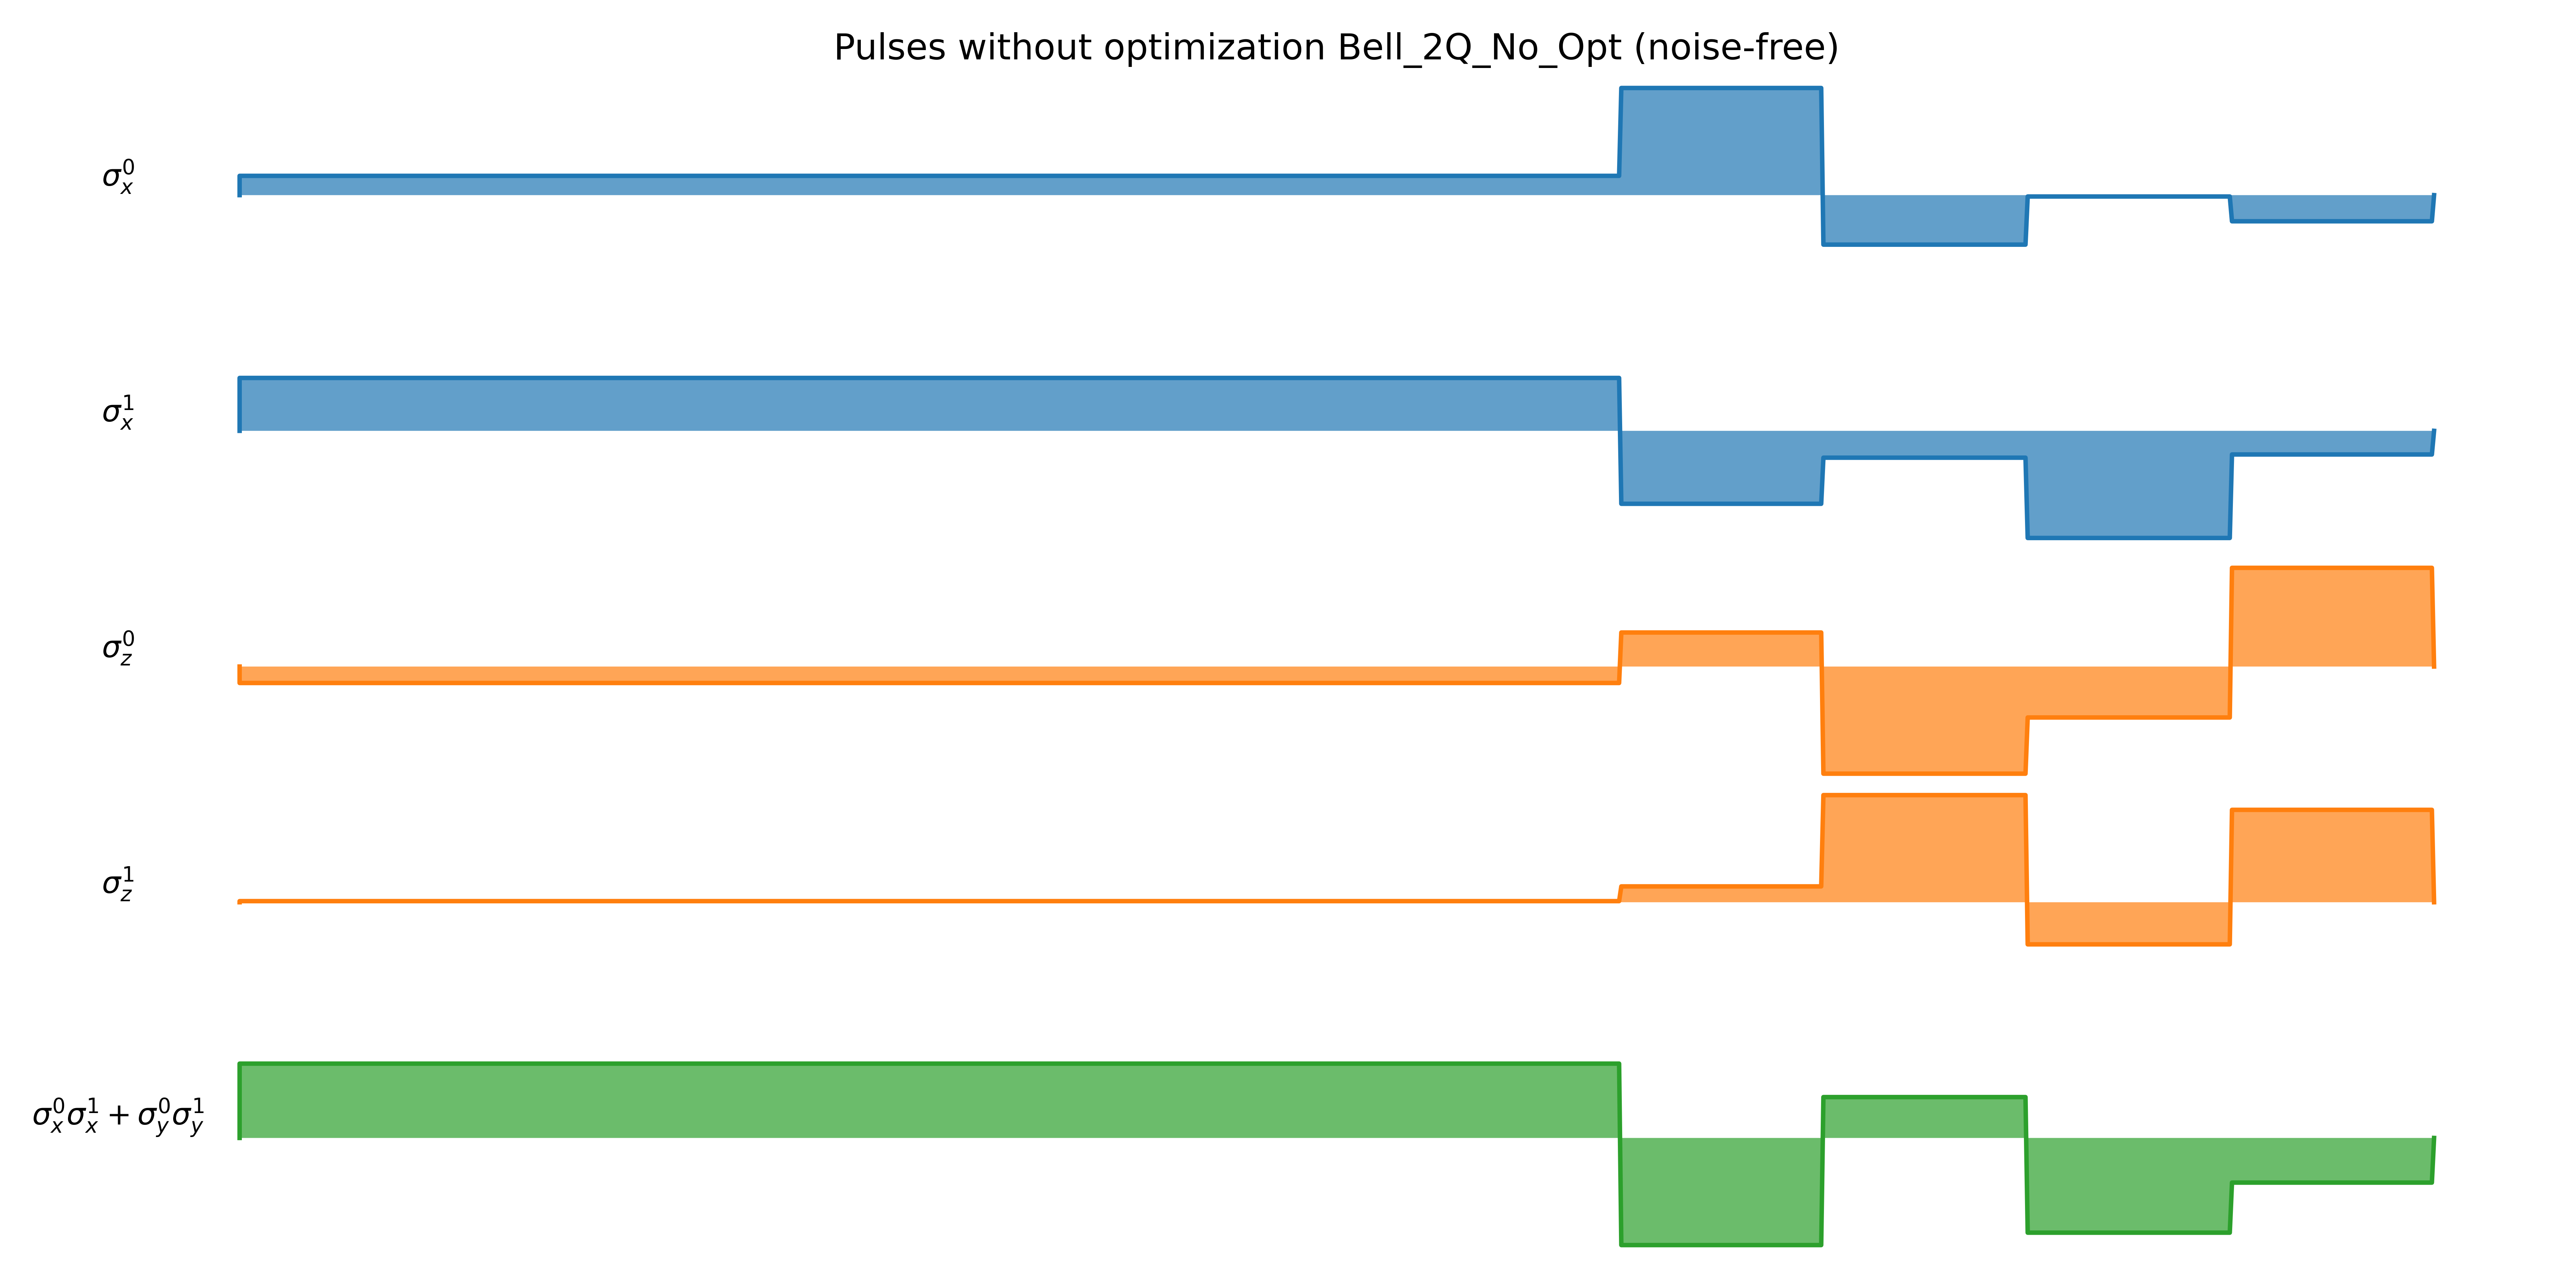 Pulses without optimization Bell_2Q_No_Opt (noise-free)
σ_x^0
σ_x^1
σ_z^0
σ_z^1
σ_x^0σ_x^1 + σ_y^0σ_y^1